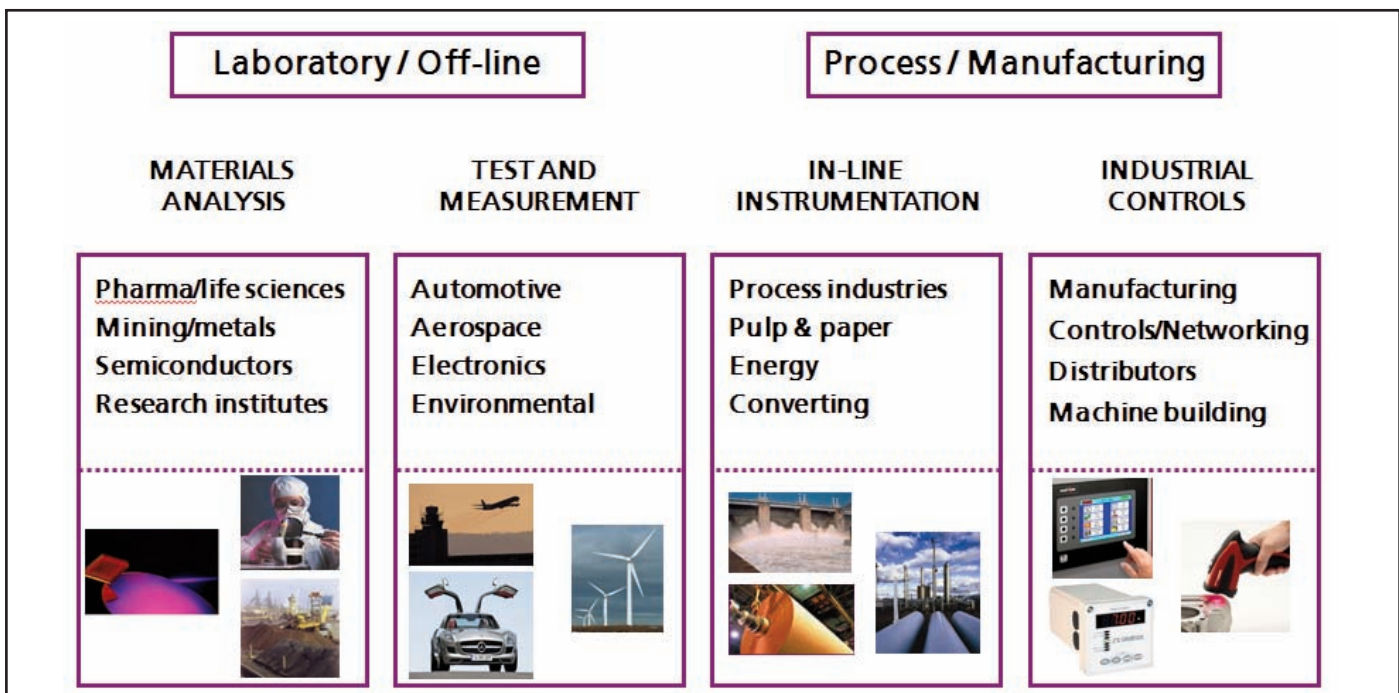 Laboratory / Off-line
Process / Manufacturing
MATERIALS
ANALYSIS
TEST AND
MEASUREMENT
IN-LINE
INSTRUMENTATION
INDUSTRIAL
CONTROLS
Pharma/life sciences
Mining/metals
Semiconductors
Research institutes
Automotive
Aerospace
Electronics
Environmental
Process industries
Pulp & paper
Energy
Converting
Manufacturing
Controls/Networking
Distributors
Machine building